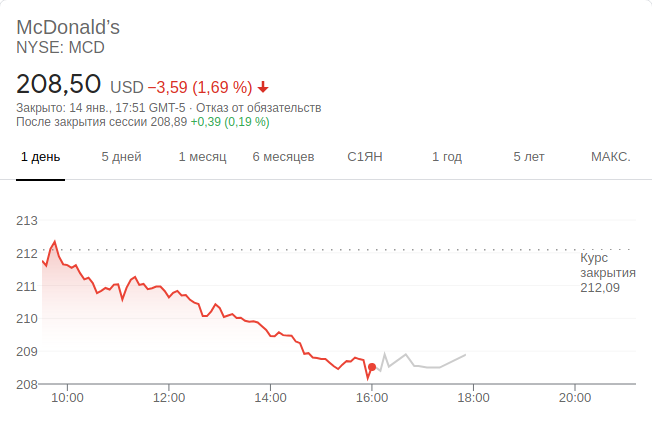 McDonald’s
NYSE: MCD
208,50 USD −3,59 (1,69 %)
Закрыто: 14 янв., 17:51 GMT-5 · Отказ от обязательств
После закрытия сессии 208,89 +0,39 (0,19 %)
1 день 5 дней 1 месяц 6 месяцев С1ЯН 1 год 5 лет МАКС.
213
212
211
210
209
208
Курс
закрытия
212,09
10:00 12:00 14:00 16:00 18:00 20:00